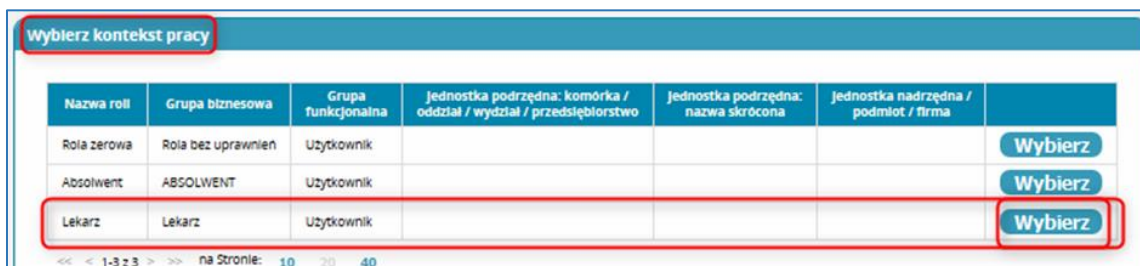 Wybierz kontekst pracy
Nazwa roli Grupa biznesowa Grupa funkcjonalna Jednostka podrzędna: komórka / oddział / wydział / przedsiębiorstwo Jednostka podrzędna: nazwa skrócona Jednostka nadrzędna / podmiot / firma
Rola zerowa Rola bez uprawnień Użytkownik Wybierz
Absolwent ABSOLWENT Użytkownik Wybierz
Lekarz Lekarz Użytkownik Wybierz
<< < 1-3 z 3 > >> na Stronie: 10 20 40